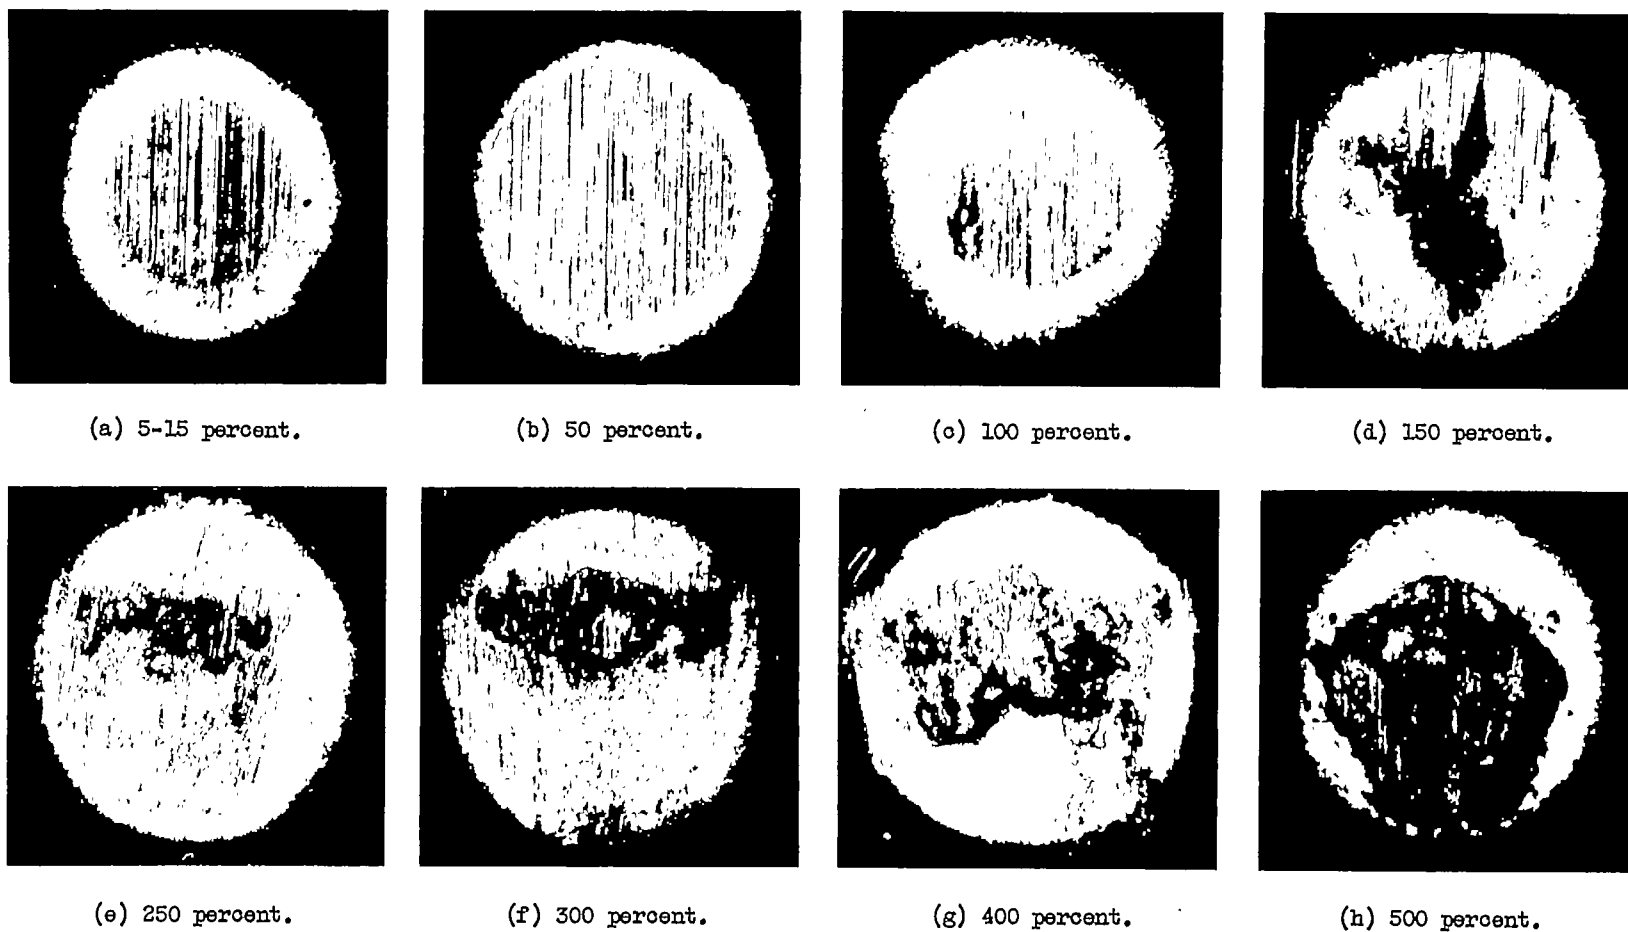 (a) 5-15 percent.
(b) 50 percent.
(c) 100 percent.
(d) 150 percent.
(e) 250 percent.
(f) 300 percent.
(g) 400 percent.
(h) 500 percent.